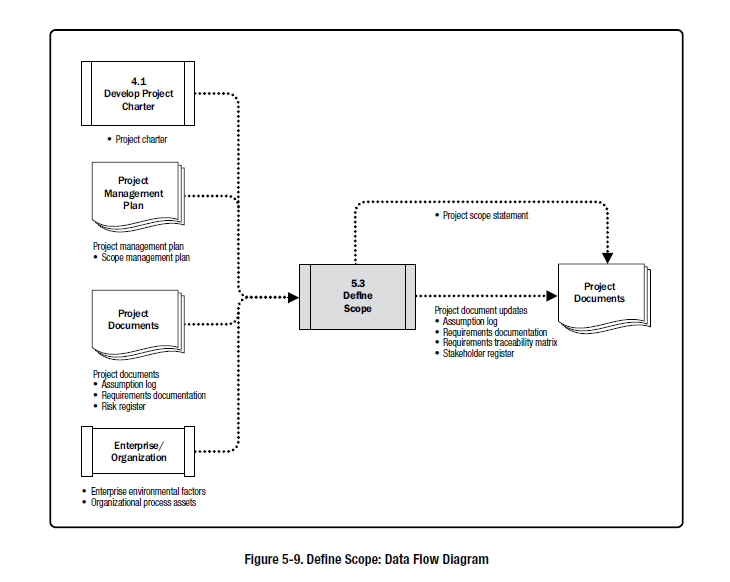 4.1
Develop Project
Charter
• Project charter
Project
Management
Plan
Project management plan
• Scope management plan
Project
Documents
Project documents
• Assumption log
• Requirements documentation
• Risk register
Enterprise/
Organization
• Enterprise environmental factors
• Organizational process assets
5.3
Define
Scope
• Project scope statement
Project document updates
• Assumption log
• Requirements documentation
• Requirements traceability matrix
• Stakeholder register
Project
Documents
Figure 5-9. Define Scope: Data Flow Diagram